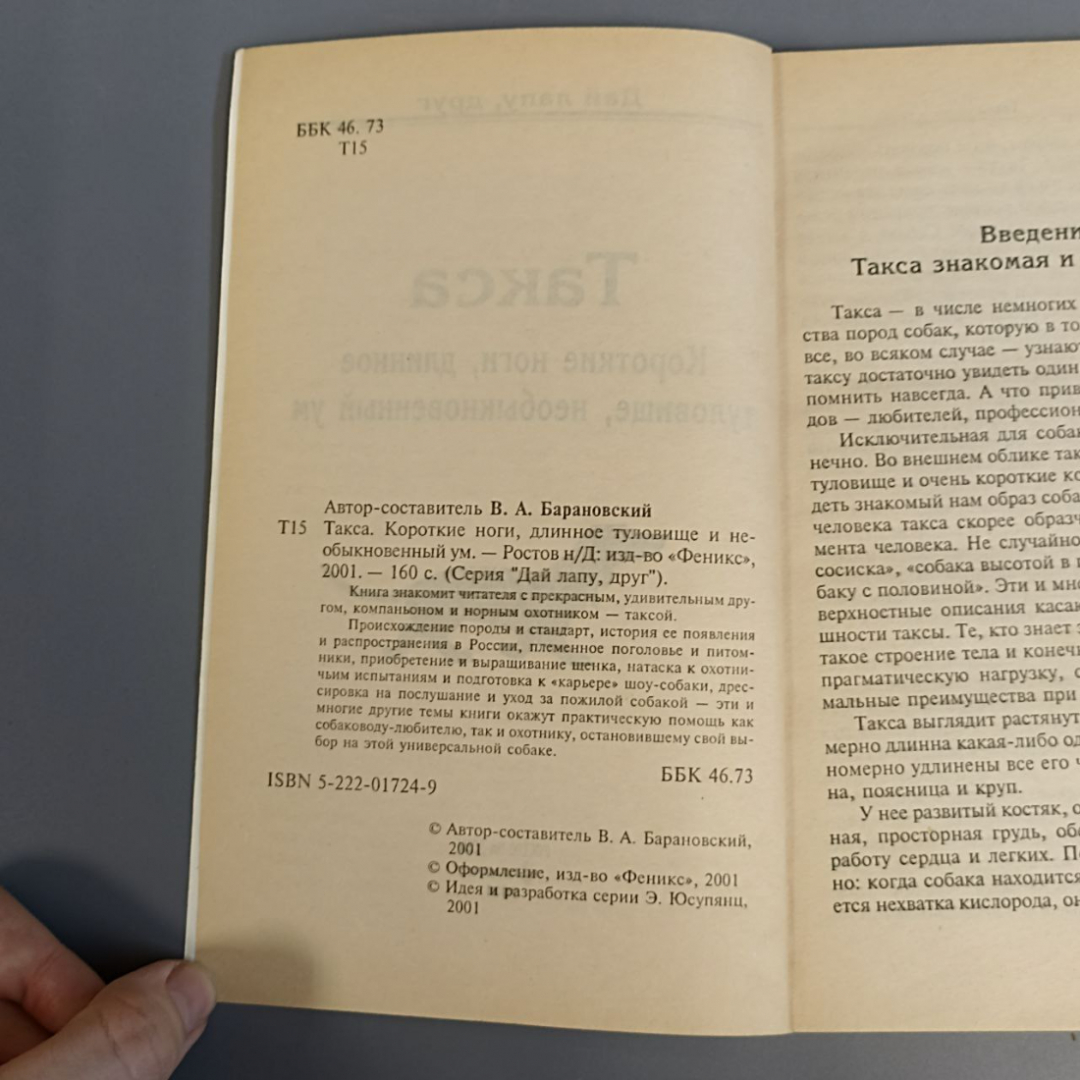 ББК 46. 73
Т15
Автор-составитель В. А. Барановский
Т15 Такса. Короткие ноги, длинное туловище и не-
обыкновенный ум. — Ростов н/Д: изд-во «Феникс»,
2001. — 160 с. (Серия "Дай лапу, друг").
Книга знакомит читателя с прекрасным, удивительным дру-
гом, компаньоном и норным охотником — таксой.
Происхождение породы и стандарт, история ее появления
и распространения в России, племенное поголовье и питом-
ники, приобретение и выращивание щенка, натаска к охотни-
чьим испытаниям и подготовка к «карьере» шоу-собаки, дрес-
сировка на послушание и уход за пожилой собакой — эти и
многие другие темы книги окажут практическую помощь как
собаководу-любителю, так и охотнику, остановившему свой вы-
бор на этой универсальной собаке.
ISBN 5-222-01724-9
ББК 46.73
© Автор-составитель В. А. Барановский,
2001
© Оформление, изд-во «Феникс», 2001
© Идея и разработка серии Э. Юсупянц,
2001
Введени
Такса знакомая и
Такса — в числе немногих
ства пород собак, которую в то
все, во всяком случае — узнают
таксу достаточно увидеть один
помнить навсегда. А что прив
дов — любителей, профессион
Исключительная для собак
нечно. Во внешнем облике так
туловище и очень короткие ко
деть знакомый нам образ соба
человека такса скорее образч
мента человека. Не случайно
сосиска», «собака высотой в п
баку с половиной». Эти и мно
верхностные описания касаю
шности таксы. Те, кто знает э
такое строение тела и конечн
прагматическую нагрузку, о
мальные преимущества при
Такса выглядит растянут
мерно длинна какая-либо од
номерно удлинены все его ч
на, поясница и круп.
У нее развитый костяк, о
ная, просторная грудь, обе
работу сердца и легких. По
но: когда собака находится
ется нехватка кислорода, он